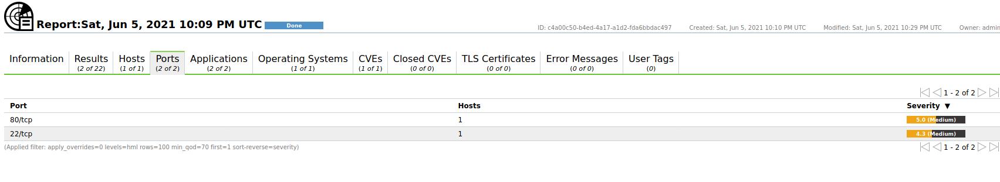 Report:Sat, Jun 5, 2021 10:09 PM UTC Done ID: c4a00c50-b4ed-4a17-a1d2-fda6bbdac497 Created: Sat, Jun 5, 2021 10:10 PM UTC Modified: Sat, Jun 5, 2021 10:29 PM UTC Owner: admin
Information Results Hosts Ports Applications Operating Systems CVEs Closed CVEs TLS Certificates Error Messages User Tags
(2 of 22) (1 of 1) (2 of 2) (2 of 2) (1 of 1) (1 of 1) (0 of 0) (0 of 0) (0 of 0) (0)
1 - 2 of 2
Port Hosts Severity ▼
80/tcp 1 5.0 (Medium)
22/tcp 1 4.3 (Medium)
(Applied filter: apply_overrides=0 levels=hml rows=100 min_qod=70 first=1 sort-reverse=severity) 1 - 2 of 2